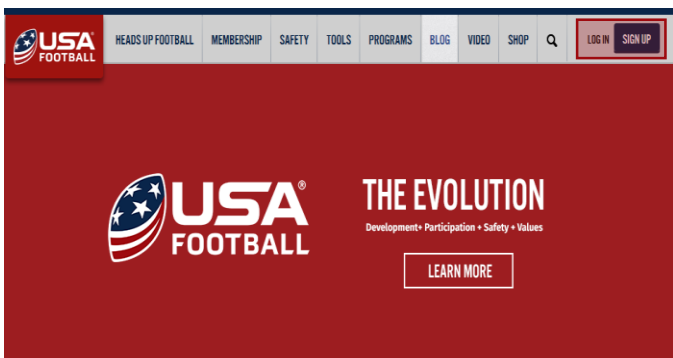 USA
FOOTBALL
HEADS UP FOOTBALL MEMBERSHIP SAFETY TOOLS PROGRAMS BLOG VIDEO SHOP LOG IN SIGN UP
USA®
FOOTBALL
THE EVOLUTION
Development+ Participation + Safety + Values
LEARN MORE